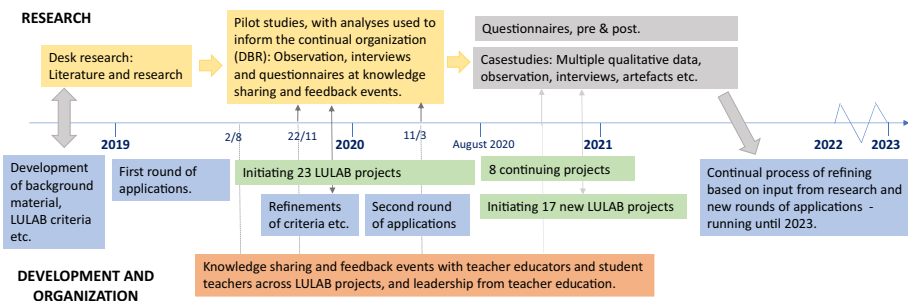 RESEARCH
Desk research:
Literature and research
Pilot studies, with analyses used to
inform the continual organization
(DBR): Observation, interviews
and questionnaires at knowledge
sharing and feedback events.
Questionnaires, pre & post.
Casestudies: Multiple qualitative data,
observation, interviews, artefacts etc.
2019
2/8
22/11
2020
11/3
August 2020
2021
2022
2023
Development
of background
material,
LULAB criteria
etc.
First round of
applications.
Initiating 23 LULAB projects
Refinements
of criteria etc.
Second round
of applications
8 continuing projects
Initiating 17 new LULAB projects
Continual process of refining
based on input from research and
new rounds of applications -
running until 2023.
Knowledge sharing and feedback events with teacher educators and student
teachers across LULAB projects, and leadership from teacher education.
DEVELOPMENT AND
ORGANIZATION